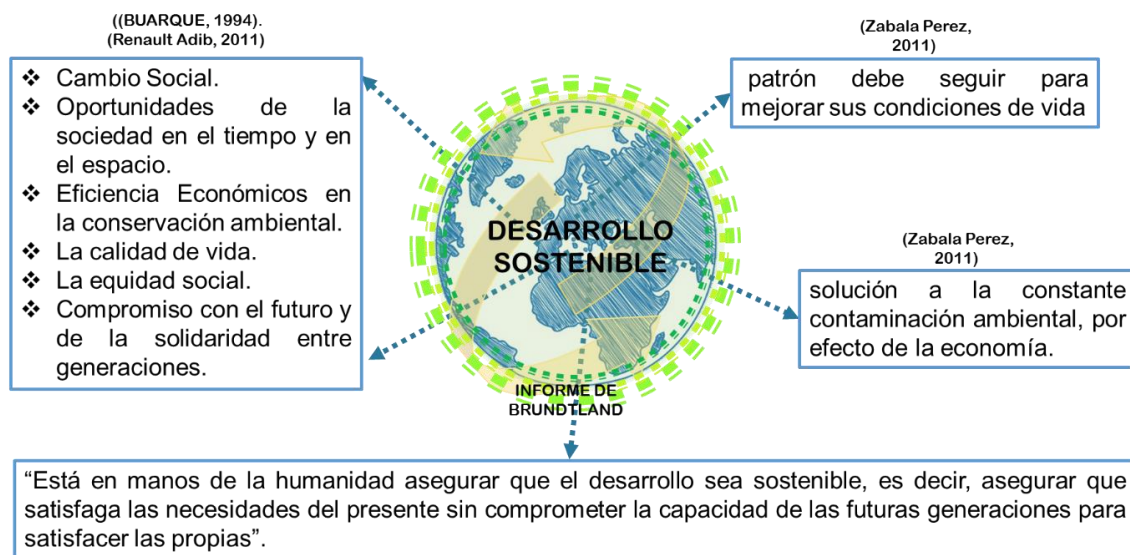 ((BUARQUE, 1994).
(Renault Adib, 2011)
❖ Cambio Social.
❖ Oportunidades de la
sociedad en el tiempo y en
el espacio.
❖ Eficiencia Económicos en
la conservación ambiental.
❖ La calidad de vida.
❖ La equidad social.
❖ Compromiso con el futuro y
de la solidaridad entre
generaciones.
DESARROLLO
SOSTENIBLE
(Zabala Perez,
2011)
patrón debe seguir para
mejorar sus condiciones de vida
(Zabala Perez,
2011)
solución a la constante
contaminación ambiental, por
efecto de la economía.
INFORME DE
BRUNDTLAND
“Está en manos de la humanidad asegurar que el desarrollo sea sostenible, es decir, asegurar que
satisfaga las necesidades del presente sin comprometer la capacidad de las futuras generaciones para
satisfacer las propias”.